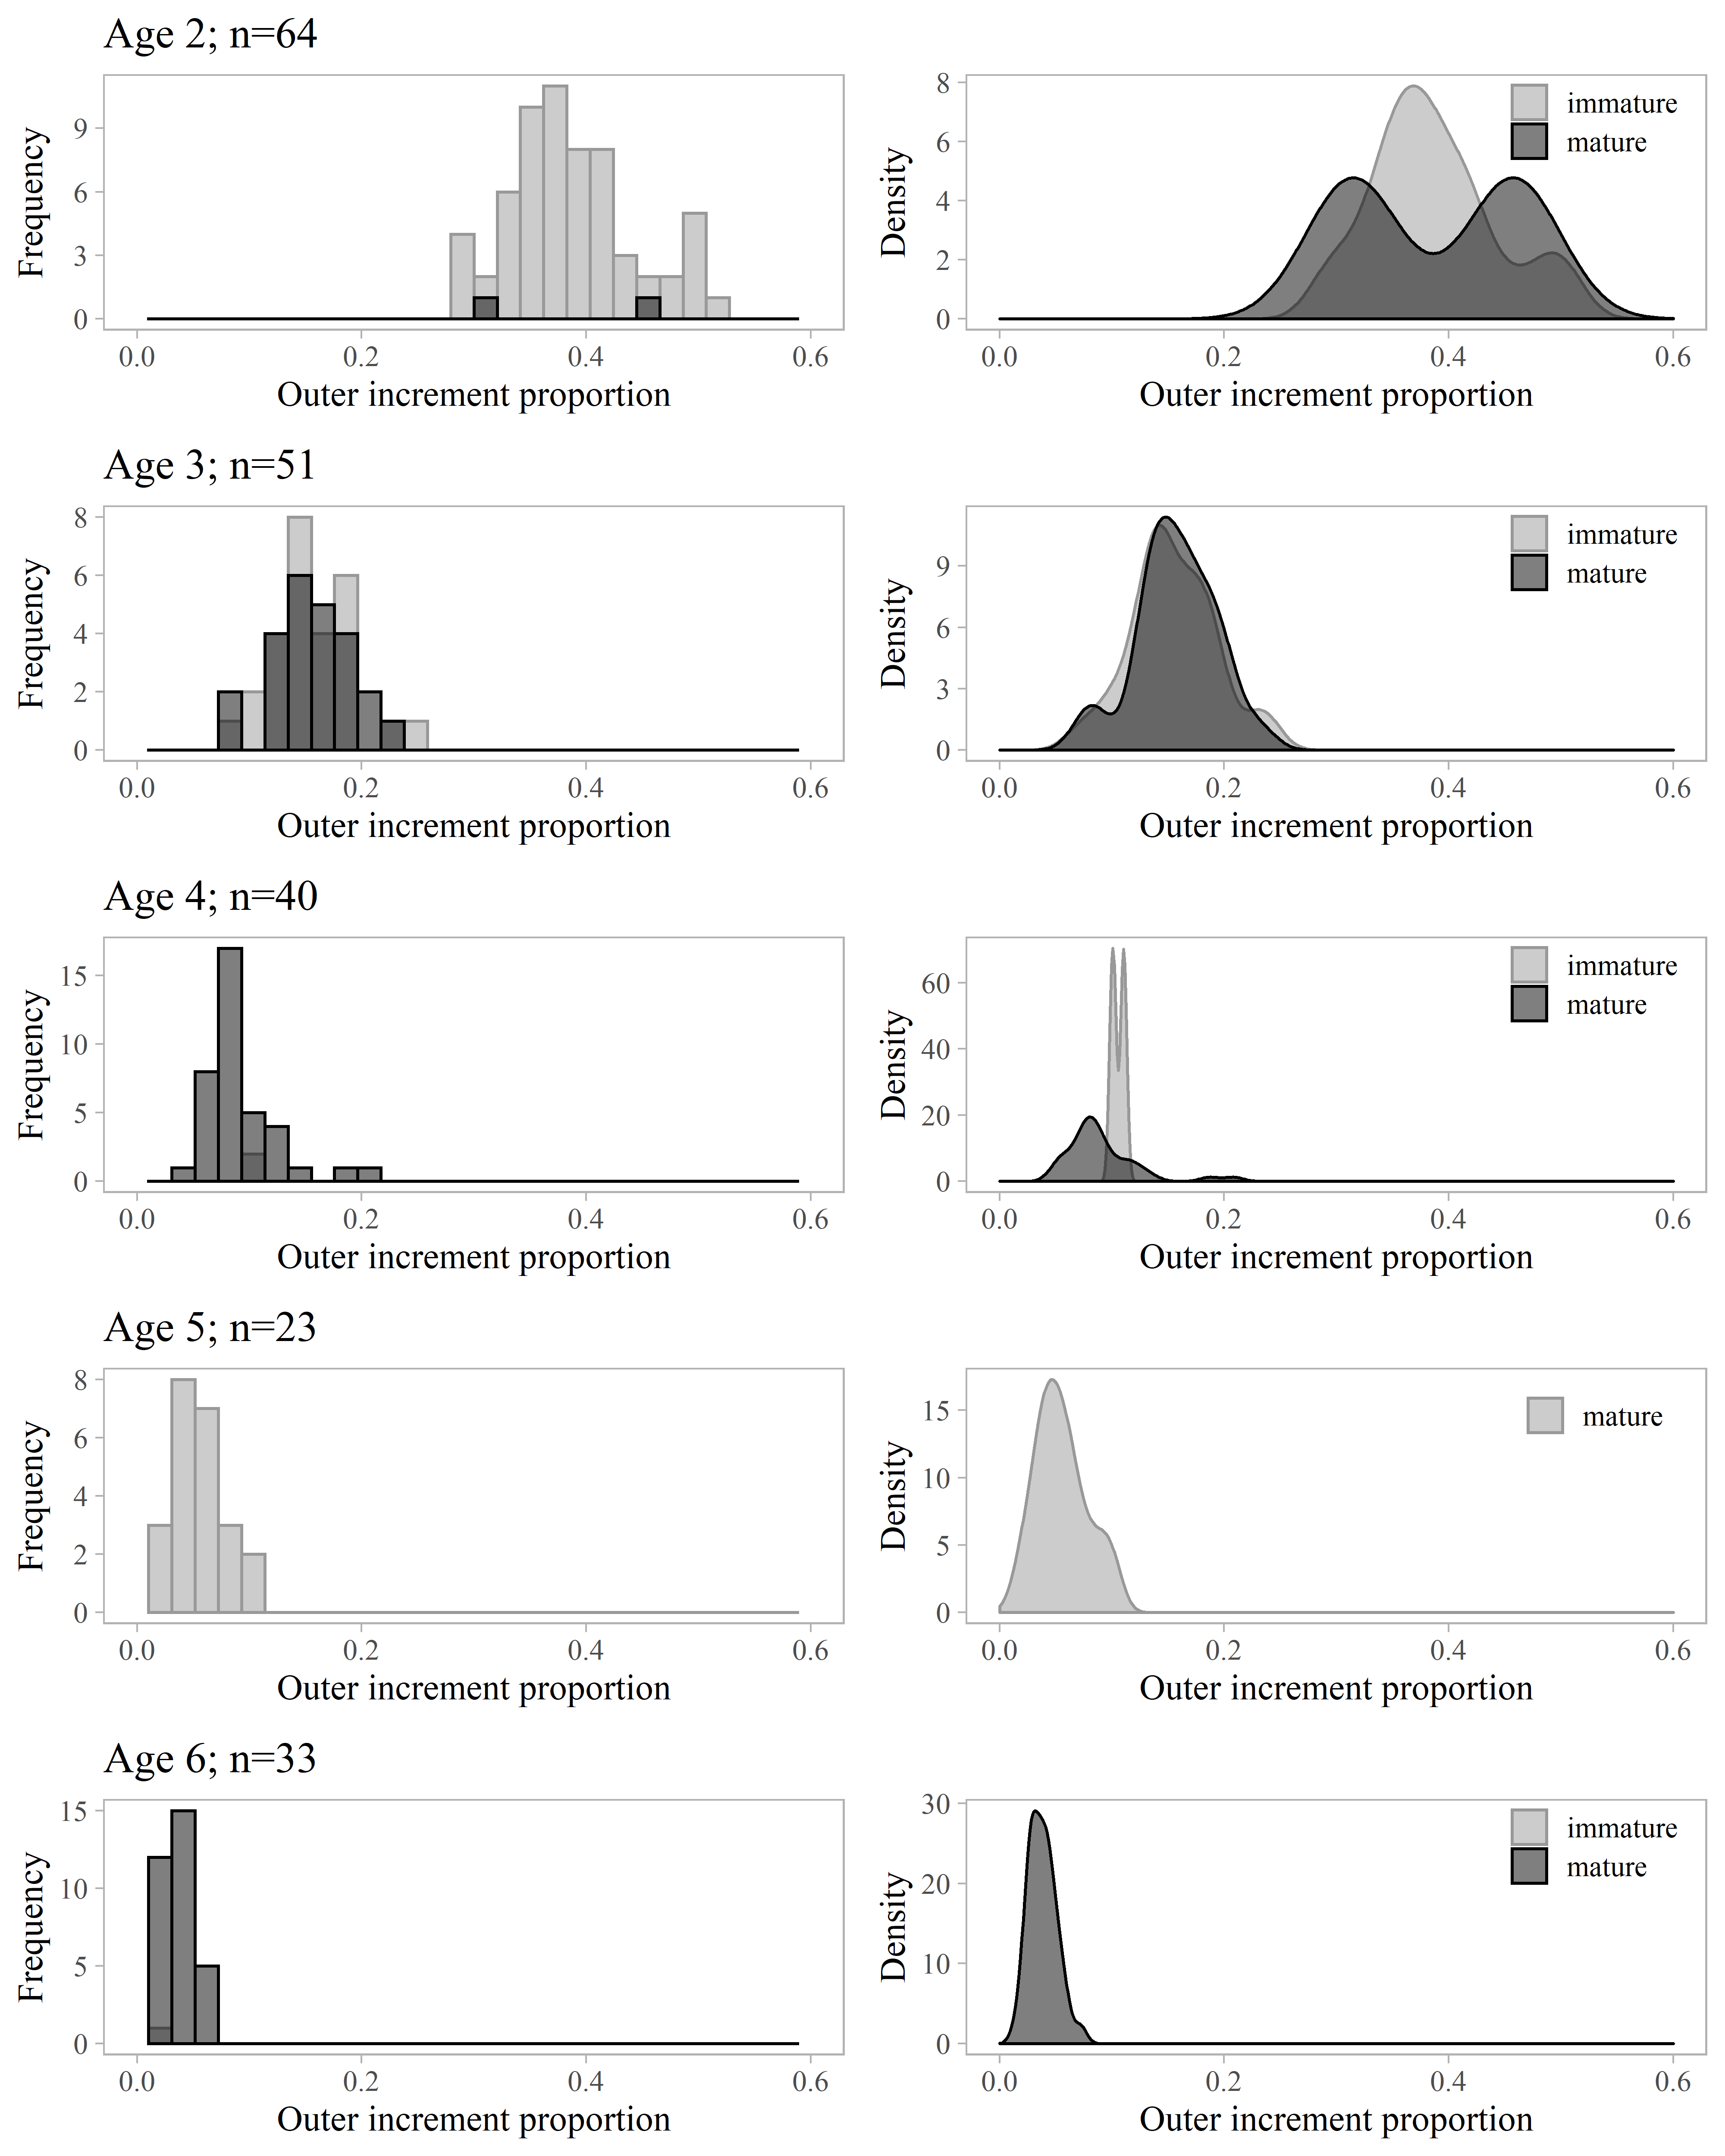 Age 2; n=64
Frequency
9
6
3
0
0.0 0.2 0.4 0.6
Outer increment proportion
Density
8
6
4
2
0
immature
mature
0.0 0.2 0.4 0.6
Outer increment proportion
Age 3; n=51
Frequency
8
6
4
2
0
0.0 0.2 0.4 0.6
Outer increment proportion
Density
9
6
3
0
immature
mature
0.0 0.2 0.4 0.6
Outer increment proportion
Age 4; n=40
Frequency
15
10
5
0
0.0 0.2 0.4 0.6
Outer increment proportion
Density
60
40
20
0
immature
mature
0.0 0.2 0.4 0.6
Outer increment proportion
Age 5; n=23
Frequency
8
6
4
2
0
0.0 0.2 0.4 0.6
Outer increment proportion
Density
15
10
5
0
mature
0.0 0.2 0.4 0.6
Outer increment proportion
Age 6; n=33
Frequency
15
10
5
0
0.0 0.2 0.4 0.6
Outer increment proportion
Density
30
20
10
0
immature
mature
0.0 0.2 0.4 0.6
Outer increment proportion